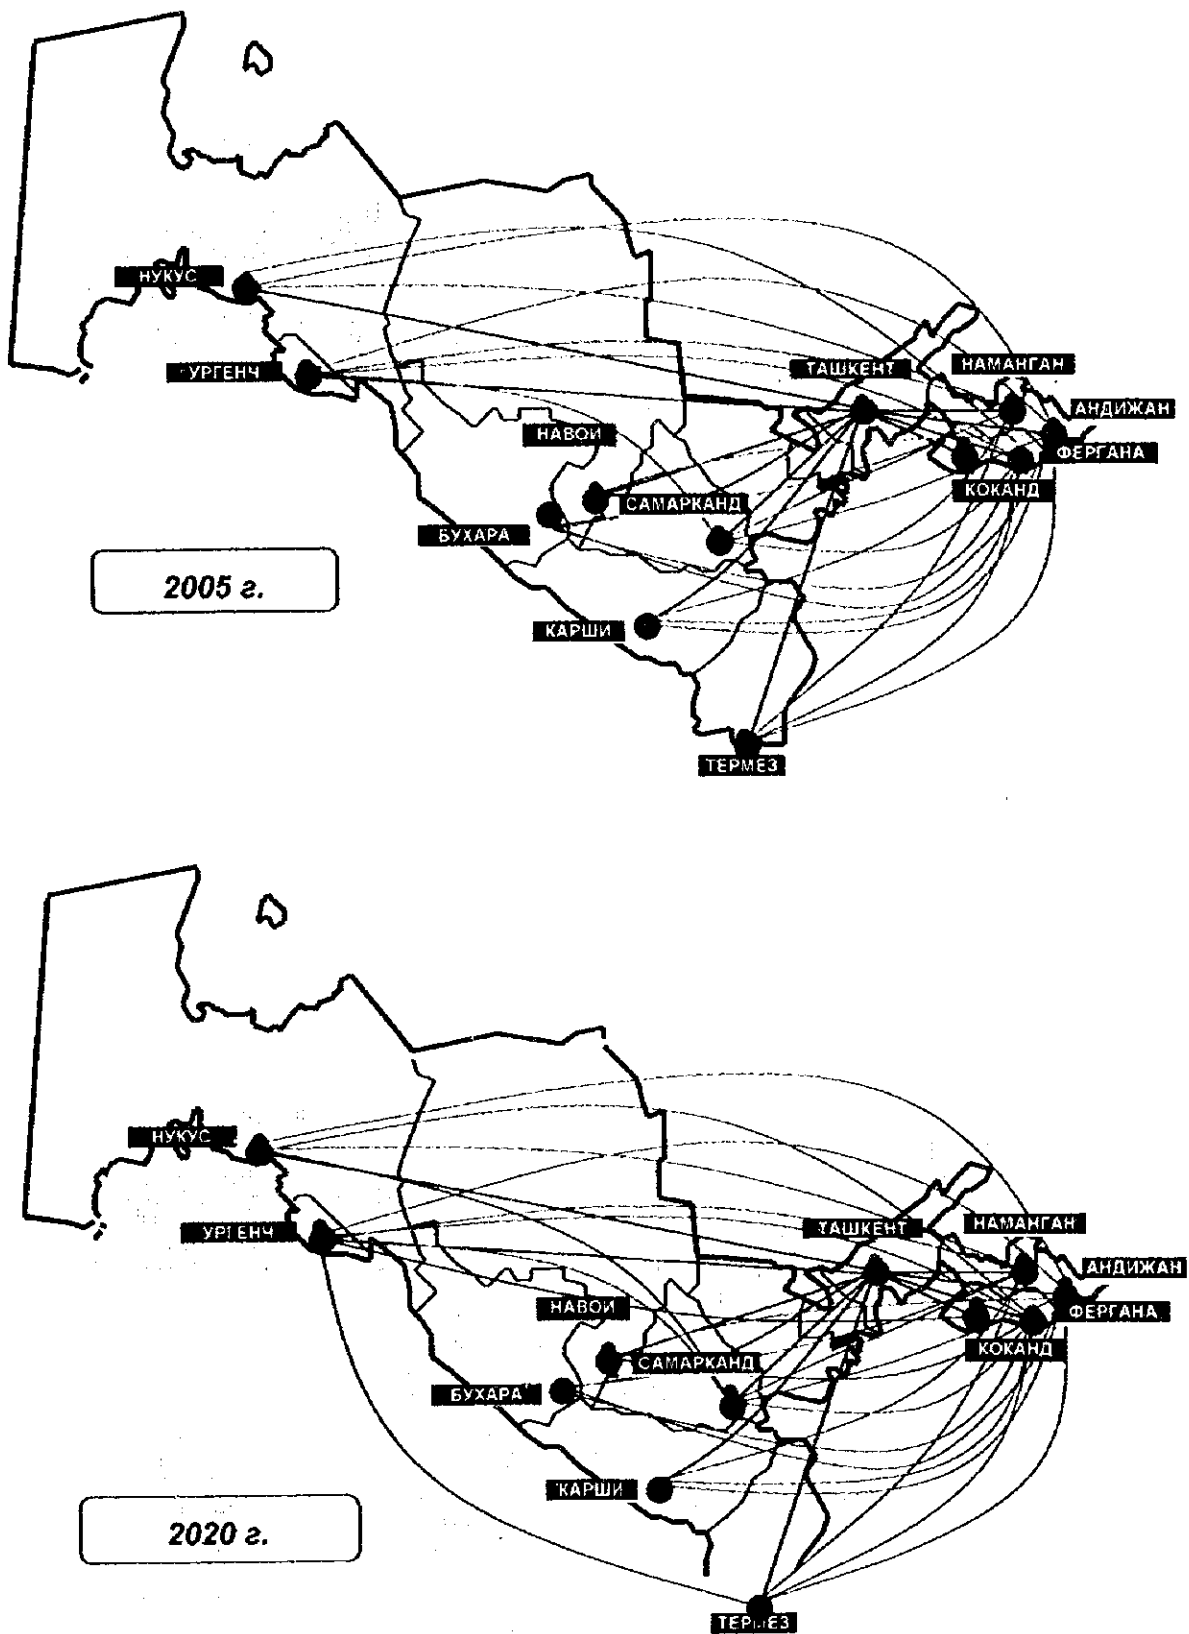 НУКУС
УРГЕНЧ
ТАШКЕНТ
НАМАНГАН
АНДИЖАН
ФЕРГАНА
КОКАНД
НАВОИ
САМАРКАНД
БУХАРА
КАРШИ
ТЕРМЕЗ
2005 г.
НУКУС
УРГЕНЧ
ТАШКЕНТ
НАМАНГАН
АНДИЖАН
ФЕРГАНА
КОКАНД
НАВОИ
САМАРКАНД
БУХАРА
КАРШИ
ТЕРМЕЗ
2020 г.